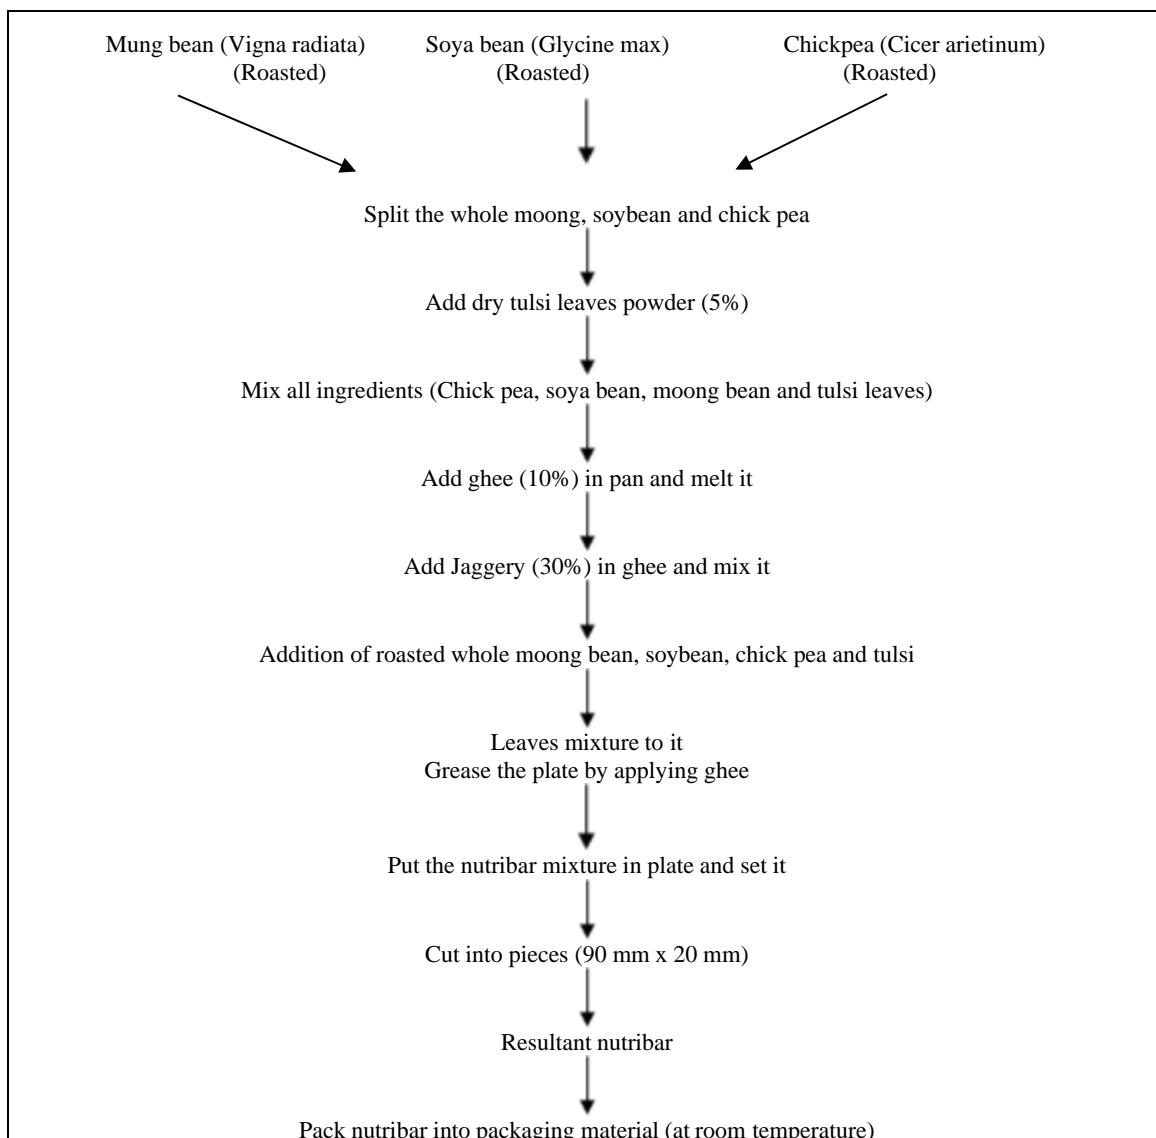 Mung bean (Vigna radiata)
(Roasted)
Soya bean (Glycine max)
(Roasted)
Chickpea (Cicer arietinum)
(Roasted)
Split the whole moong, soybean and chick pea
Add dry tulsi leaves powder (5%)
Mix all ingredients (Chick pea, soya bean, moong bean and tulsi leaves)
Add ghee (10%) in pan and melt it
Add Jaggery (30%) in ghee and mix it
Addition of roasted whole moong bean, soybean, chick pea and tulsi
Leaves mixture to it
Grease the plate by applying ghee
Put the nutribar mixture in plate and set it
Cut into pieces (90 mm x 20 mm)
Resultant nutribar
Pack nutribar into packaging material (at room temperature)